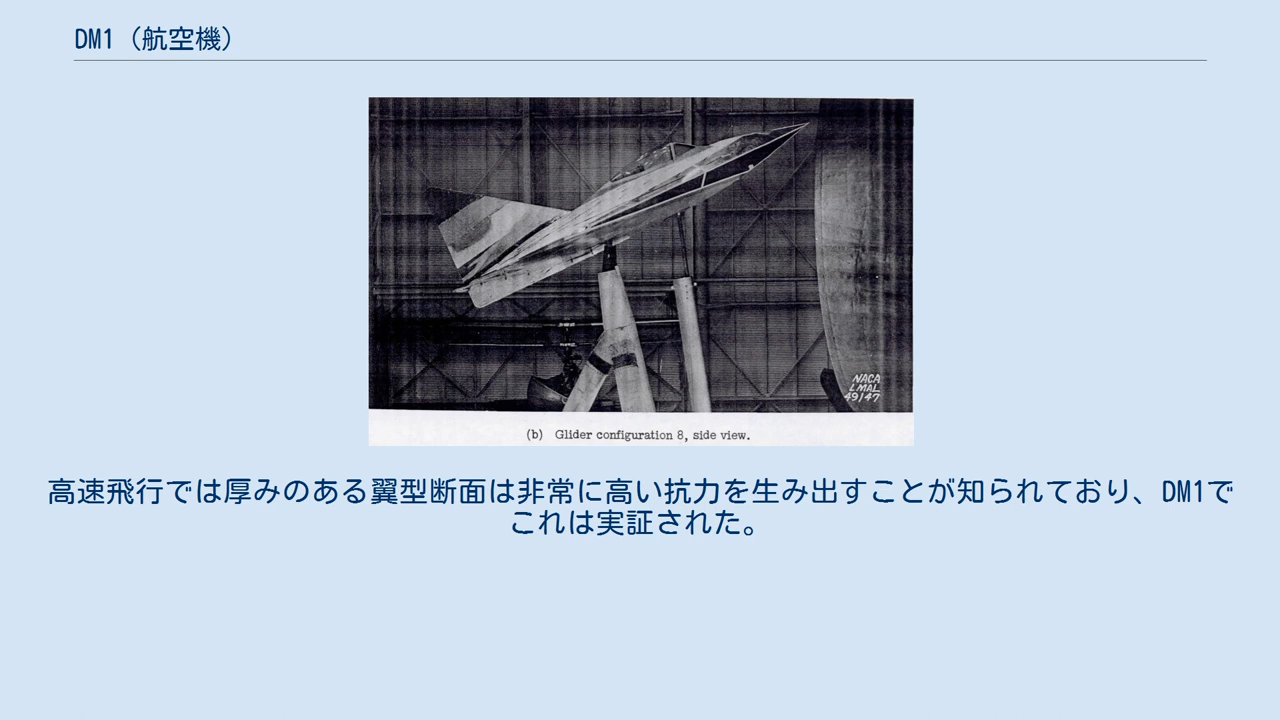 DM1（航空機）
NACA
LMAL
49147
(b) Glider configuration 8, side view.
高速飛行では厚みのある翼型断面は非常に高い抗力を生み出すことが知られており、DM1で
これは実証された。